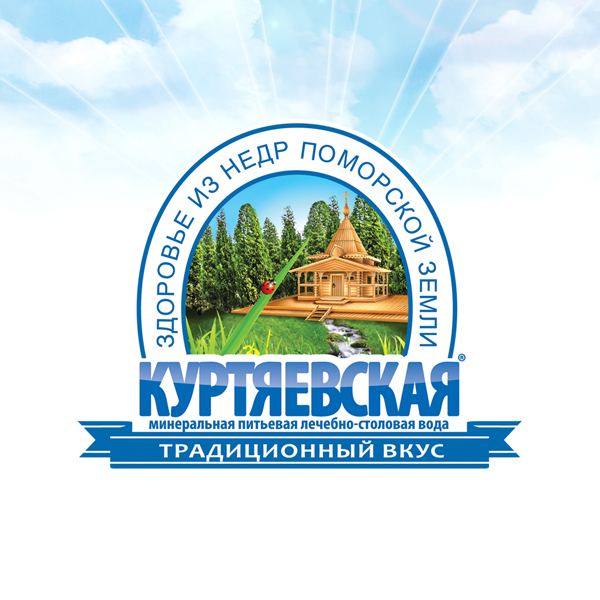 ЗДОРОВЬЕ ИЗ НЕДР ПОМОРСКОЙ ЗЕМЛИ
КУРТЯЕВСКАЯ®
минеральная питьевая лечебно-столовая вода
ТРАДИЦИОННЫЙ ВКУС